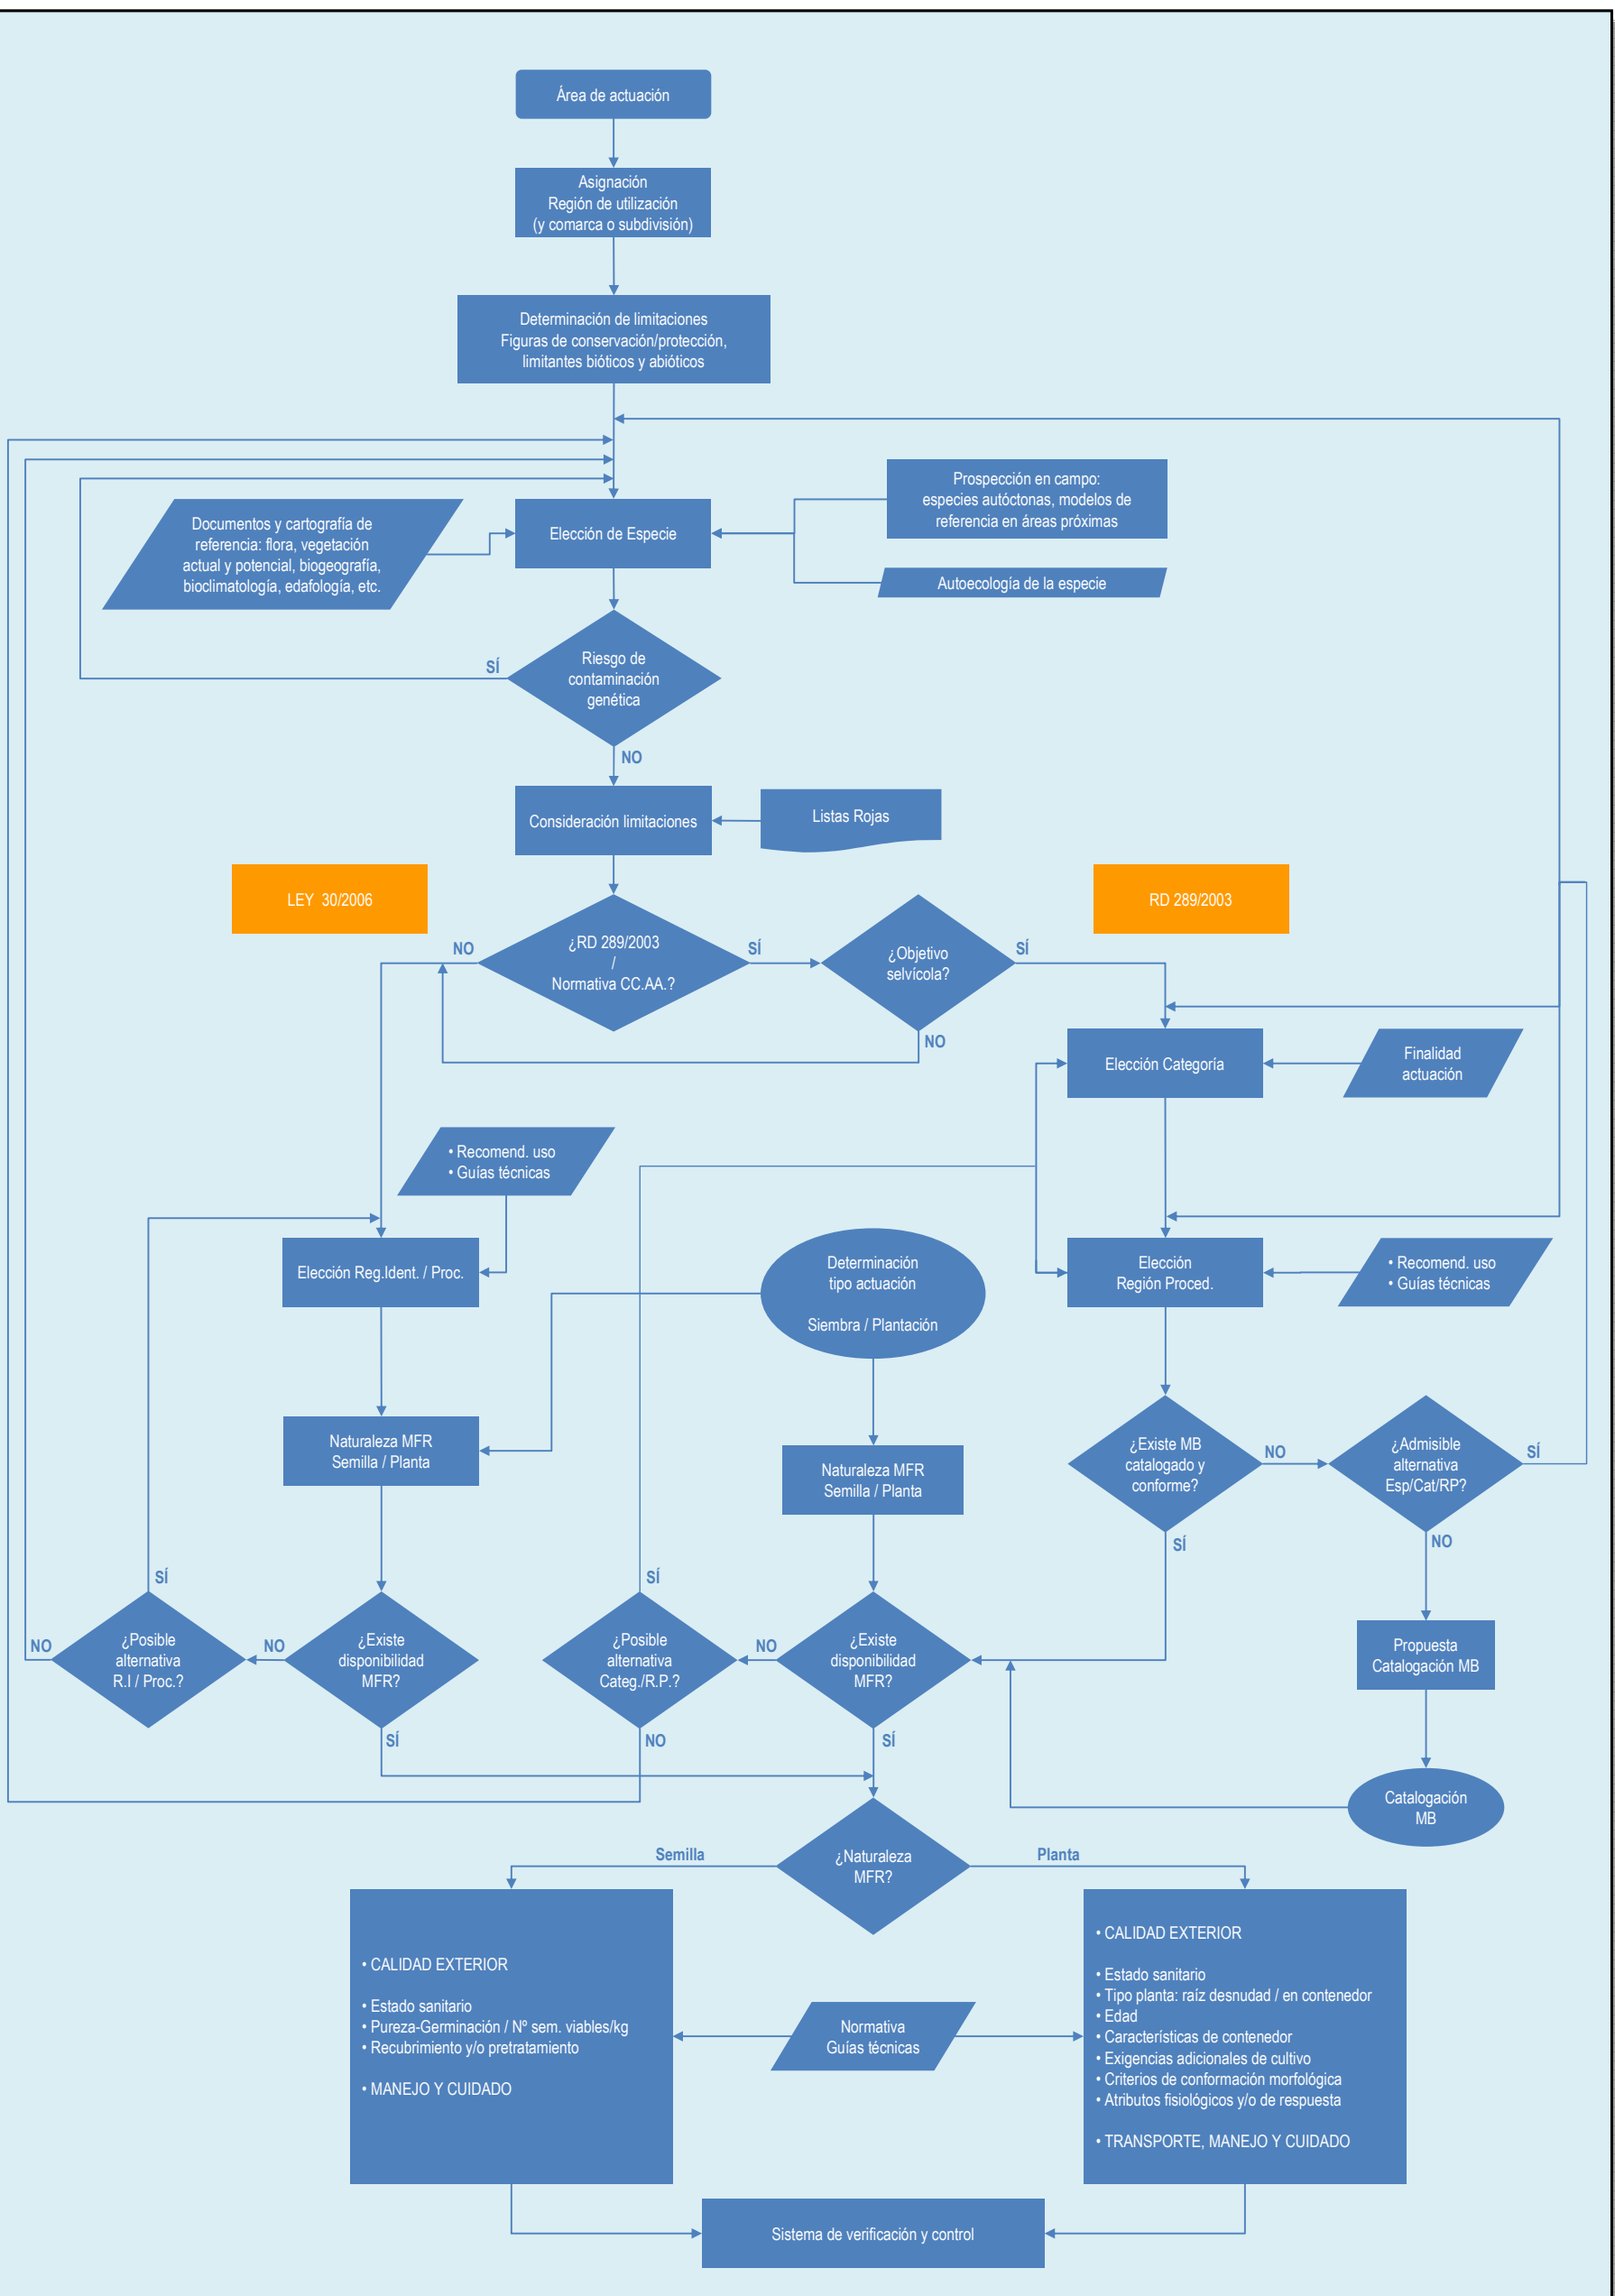 Área de actuación
Asignación
Región de utilización
(y comarca o subdivisión)
Determinación de limitaciones
Figuras de conservación/protección,
limitantes bióticos y abióticos
Prospección en campo:
especies autóctonas, modelos de
referencia en áreas próximas
Documentos y cartografía de
referencia: flora, vegetación
actual y potencial, biogeografía,
bioclimatología, edafología, etc.
Elección de Especie
Autoecología de la especie
SÍ
Riesgo de
contaminación
genética
NO
Consideración limitaciones
Listas Rojas
LEY 30/2006
RD 289/2003
NO
¿RD 289/2003
/
Normativa CC.AA.?
SÍ
¿Objetivo
selvícola?
SÍ
NO
Elección Categoría
Finalidad
actuación
• Recomend. uso
• Guías técnicas
Elección Reg.Ident. / Proc.
Determinación
tipo actuación
Siembra / Plantación
Elección
Región Proced.
• Recomend. uso
• Guías técnicas
Naturaleza MFR
Semilla / Planta
Naturaleza MFR
Semilla / Planta
¿Existe MB
catalogado y
conforme?
NO
¿Admisible
alternativa
Esp/Cat/RP?
SÍ
SÍ
NO
SÍ
SÍ
NO
¿Posible
alternativa
R.I / Proc.?
NO
¿Existe
disponibilidad
MFR?
¿Posible
alternativa
Categ./R.P.?
NO
¿Existe
disponibilidad
MFR?
Propuesta
Catalogación MB
SÍ
NO
SÍ
Catalogación
MB
Semilla
¿Naturaleza
MFR?
Planta
• CALIDAD EXTERIOR
• Estado sanitario
• Pureza-Germinación / Nº sem. viables/kg
• Recubrimiento y/o pretratamiento
• MANEJO Y CUIDADO
Normativa
Guías técnicas
• CALIDAD EXTERIOR
• Estado sanitario
• Tipo planta: raíz desnudad / en contenedor
• Edad
• Características de contenedor
• Exigencias adicionales de cultivo
• Criterios de conformación morfológica
• Atributos fisiológicos y/o de respuesta
• TRANSPORTE, MANEJO Y CUIDADO
Sistema de verificación y control